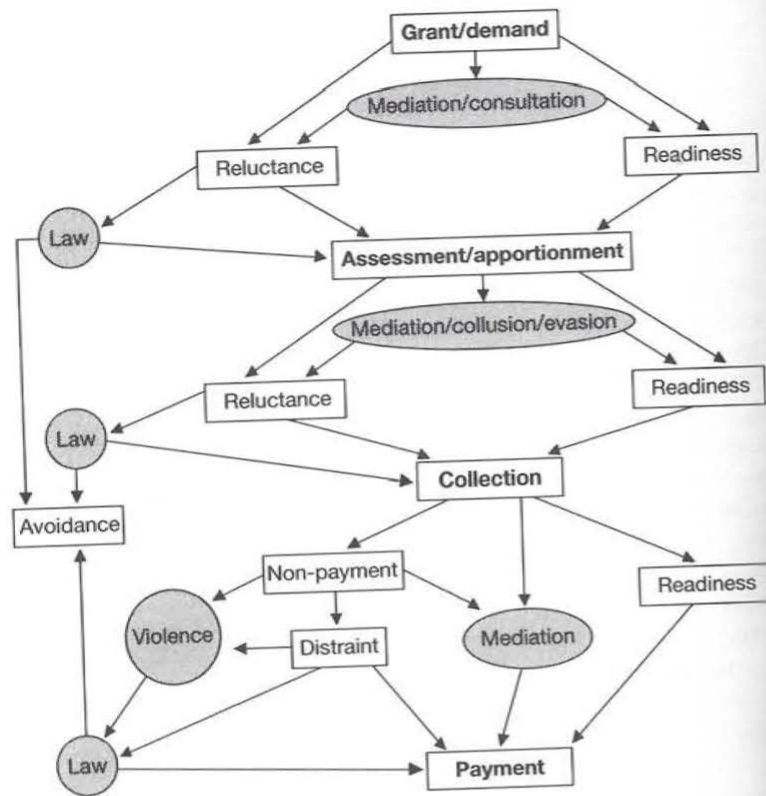 Grant/demand
Mediation/consultation
Reluctance
Readiness
Law
Assessment/apportionment
Mediation/collusion/evasion
Reluctance
Readiness
Law
Collection
Avoidance
Non-payment
Readiness
Violence
Distraint
Mediation
Law
Payment